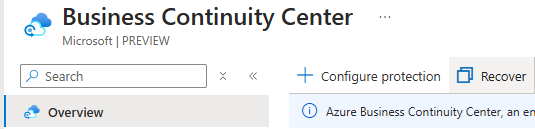 Business Continuity Center
Microsoft | PREVIEW
Search
Configure protection
Recover
Overview
Azure Business Continuity Center, an en